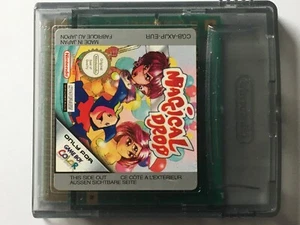 CGB-AXJP-EUR
MADE IN JAPAN
FABRIQUÉ AU JAPON
Nintendo
MAGICAL
DROP
ONLY FOR
GAME BOY
COLOR
THIS SIDE OUT
CE CÔTÉ A L'EXTÉRIEUR
AUSSEN SICHTBARE SEITE